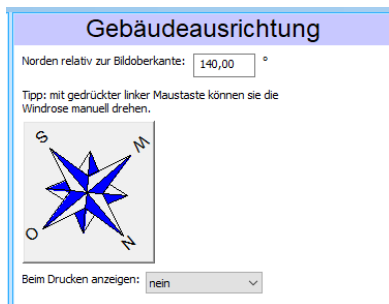 Gebäudeausrichtung
Norden relativ zur Bildoberkante: 140,00 °
Tipp: mit gedrückter linker Maustaste können sie die
Windrose manuell drehen.
S W
O N
Beim Drucken anzeigen: nein